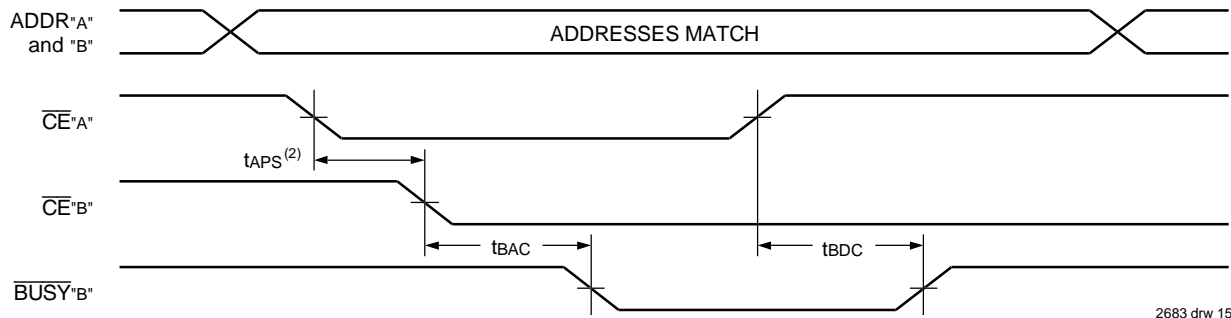 ADDR"A"
and "B"
ADDRESSES MATCH
CE"A"
tAPS(2)
CE"B"
tBAC
tBDC
BUSY"B"
2683 drw 15